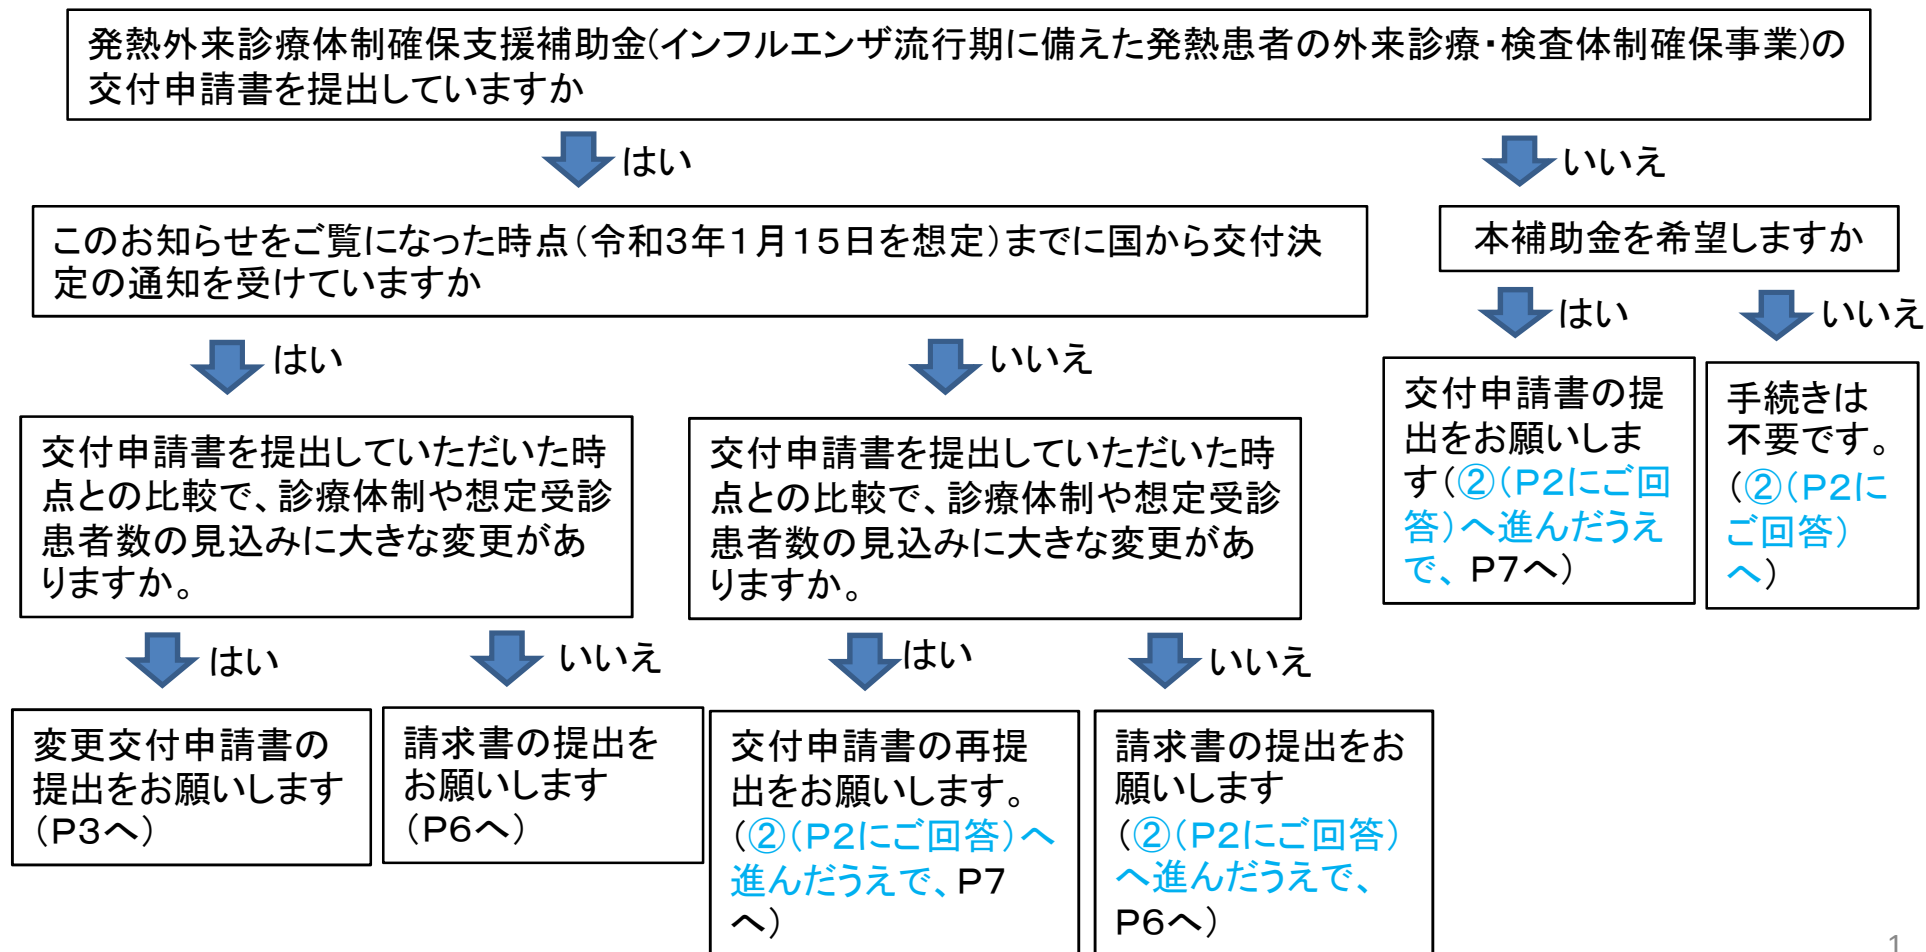 発熱外来診療体制確保支援補助金(インフルエンザ流行期に備えた発熱患者の外来診療・検査体制確保事業)の
交付申請書を提出していますか
はい
いいえ
このお知らせをご覧になった時点(令和3年1月15日を想定)までに国から交付決
定の通知を受けていますか
本補助金を希望しますか
はい
いいえ
はい
いいえ
交付申請書を提出していただいた時
点との比較で、診療体制や想定受診
患者数の見込みに大きな変更があ
りますか。
交付申請書を提出していただいた時
点との比較で、診療体制や想定受診
患者数の見込みに大きな変更があ
りますか。
交付申請書の提
出をお願いしま
す(②(P2にご回
答)へ進んだうえ
で、P7へ)
手続きは
不要です。
(②(P2に
ご回答)
へ)
はい
いいえ
はい
いいえ
変更交付申請書の
提出をお願いします
(P3へ)
請求書の提出を
お願いします
(P6へ)
交付申請書の再提
出をお願いします。
(②(P2にご回答)へ
進んだうえで、P7
へ)
請求書の提出をお
願いします
(②(P2にご回答)
へ進んだうえで、
P6へ)
1